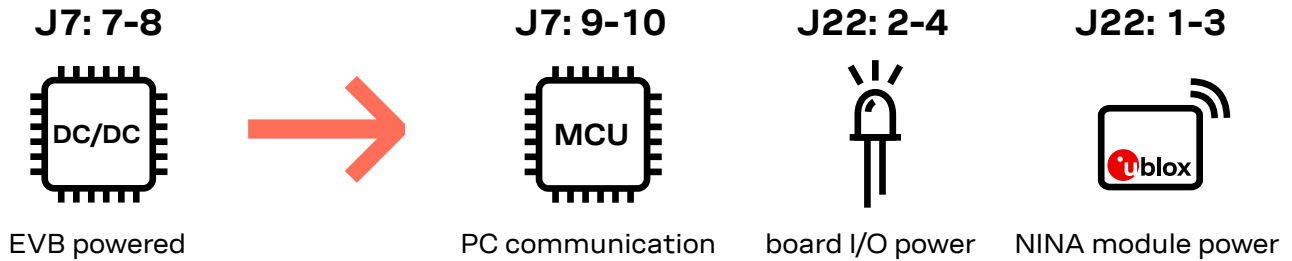 J7: 7-8 J7: 9-10 J22: 2-4 J22: 1-3
DC/DC MCU
ublox
EVB powered PC communication board I/O power NINA module power